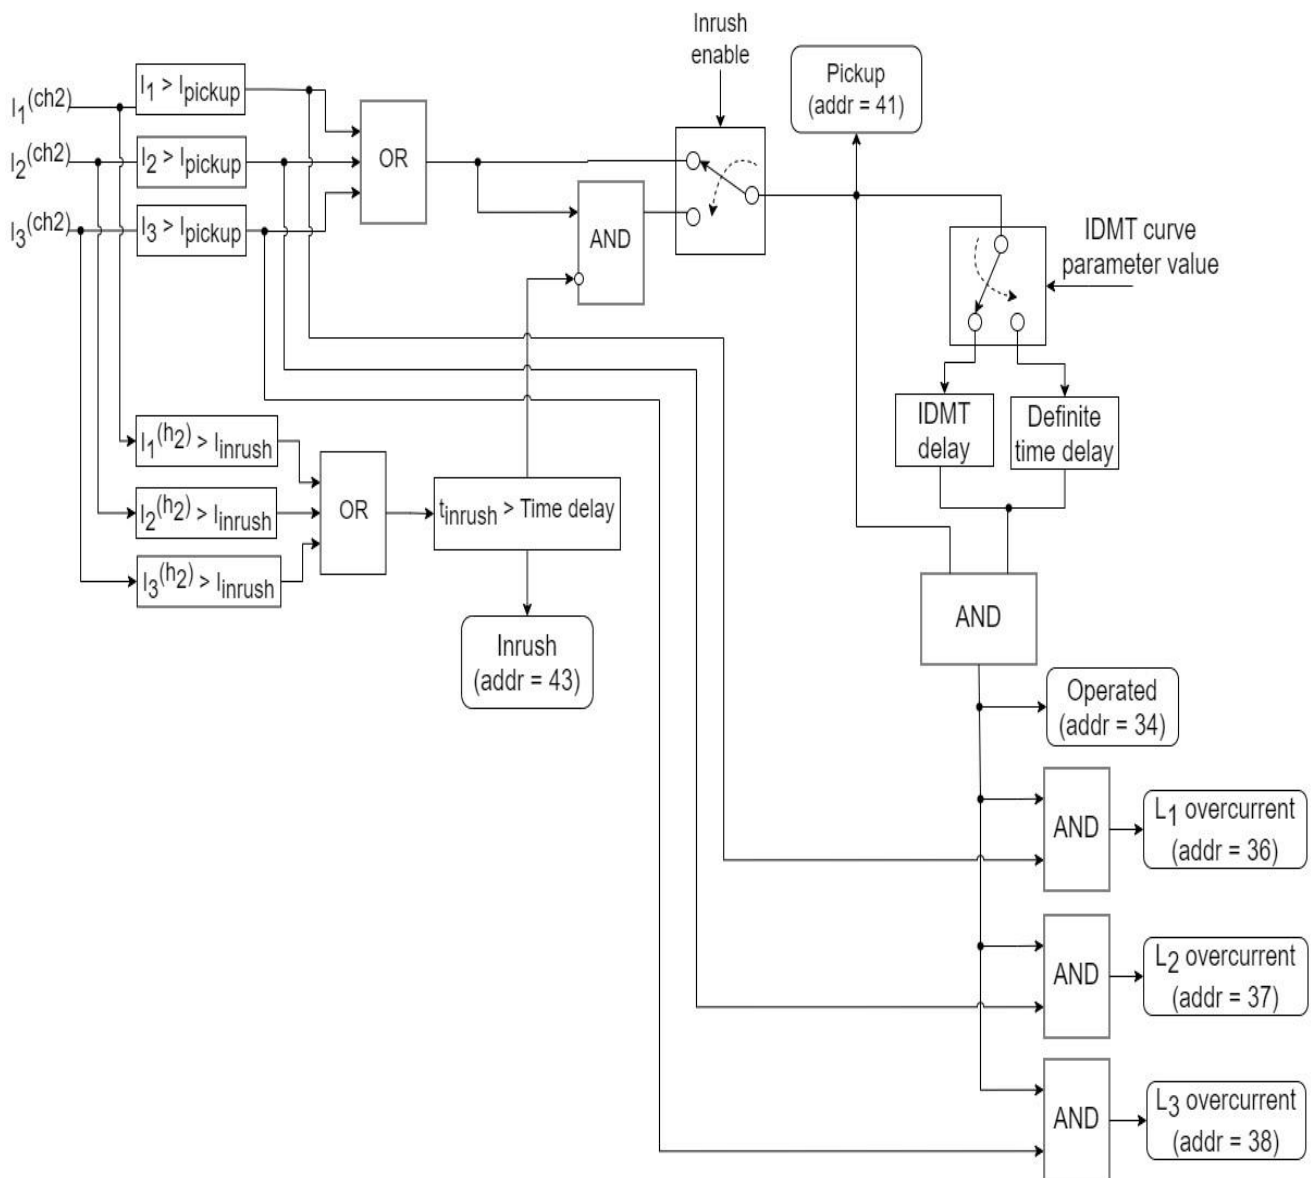 Inrush
enable
Pickup
(addr = 41)
I1(ch2)
I1 > Ipickup
I2(ch2)
I2 > Ipickup
OR
I3(ch2)
I3 > Ipickup
AND
IDMT curve
parameter value
IDMT
delay
Definite
time delay
I1(h2) > Iinrush
I2(h2) > Iinrush
OR
tinrush > Time delay
I3(h2) > Iinrush
AND
Inrush
(addr = 43)
Operated
(addr = 34)
AND
L1 overcurrent
(addr = 36)
AND
L2 overcurrent
(addr = 37)
AND
L3 overcurrent
(addr = 38)